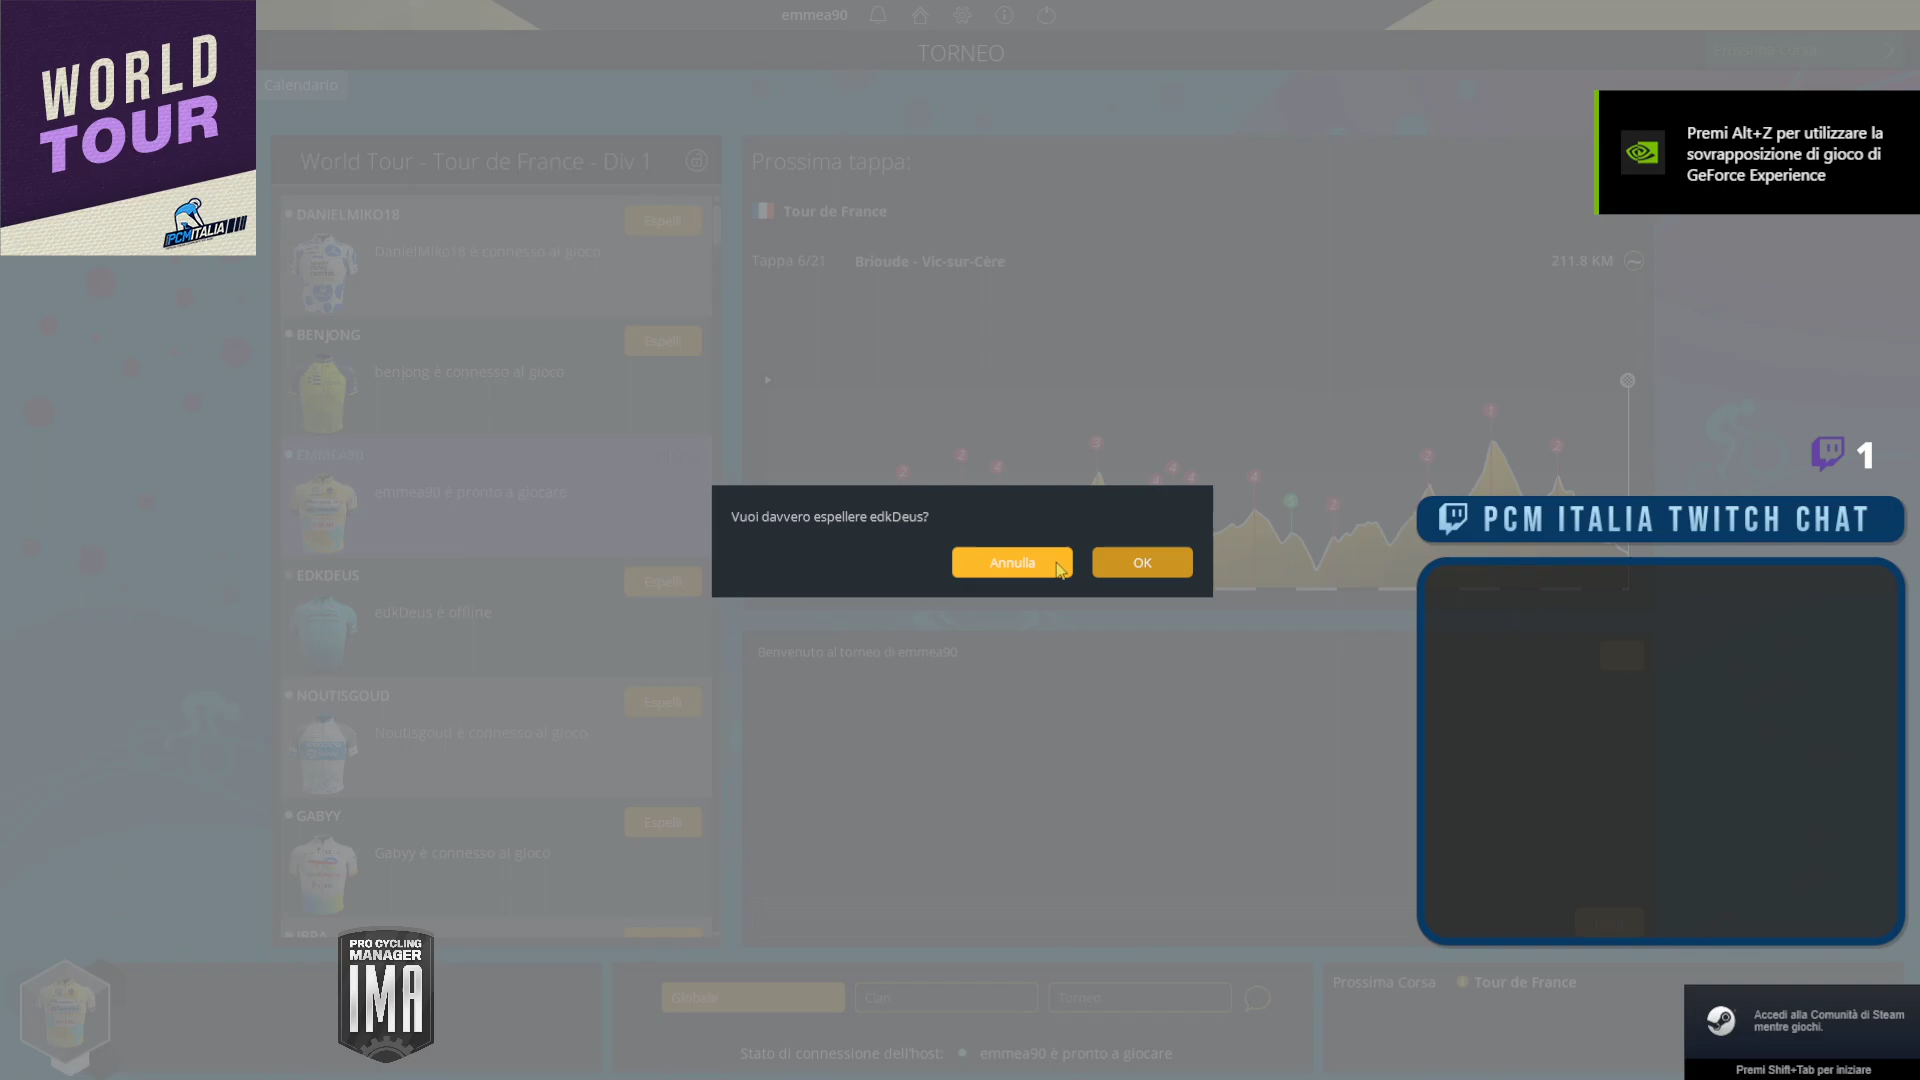 WORLD
TOUR
PCMITALIA
emmea90
TORNEO
Prossima Corsa
Calendario
World Tour - Tour de France - Div 1
DANIELMIKO18
Espelli
DanielMiko18 è connesso al gioco
BENJONG
Espelli
benjong è connesso al gioco
EMMEA90
emmea90 è pronto a giocare
EDKDEUS
Espelli
edkDeus è offline
NOUTISGOUD
Espelli
Noutisgoud è connesso al gioco
GABYY
Espelli
Gabyy è connesso al gioco
Prossima tappa:
Tour de France
Tappa 6/21 Brioude - Vic-sur-Cère 211.8 KM
Vuoi davvero espellere edkDeus?
Annulla OK
Benvenuto al torneo di emmea90
Premi Alt+Z per utilizzare la
sovrapposizione di gioco di
GeForce Experience
1
PCM ITALIA TWITCH CHAT
PRO CYCLING
MANAGER
IMA
Globale Clan Torneo
Stato di connessione dell'host: emmea90 è pronto a giocare
Prossima Corsa Tour de France
Accedi alla Comunità di Steam
mentre giochi.
Premi Shift+Tab per iniziare